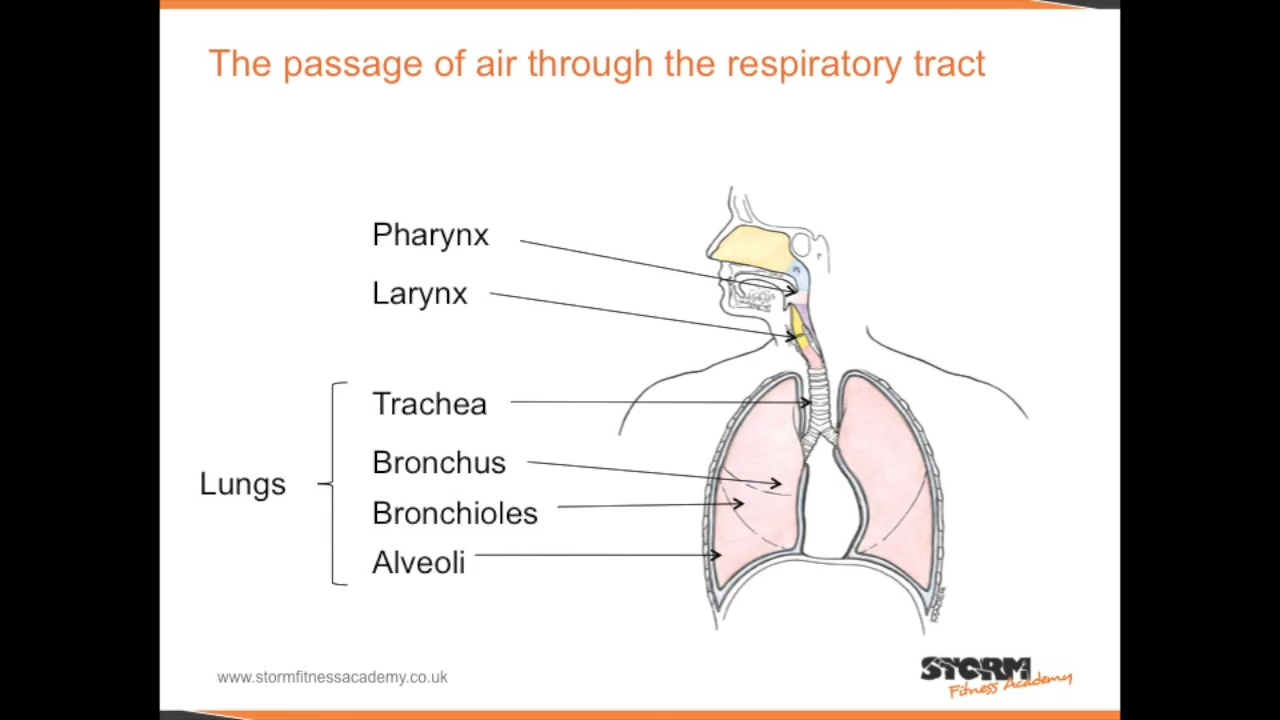 The passage of air through the respiratory tract
Pharynx
Larynx
Trachea
Bronchus
Lungs
Bronchioles
Alveoli
www.stormfitnessacademy.co.uk
STORM
Fitness Academy